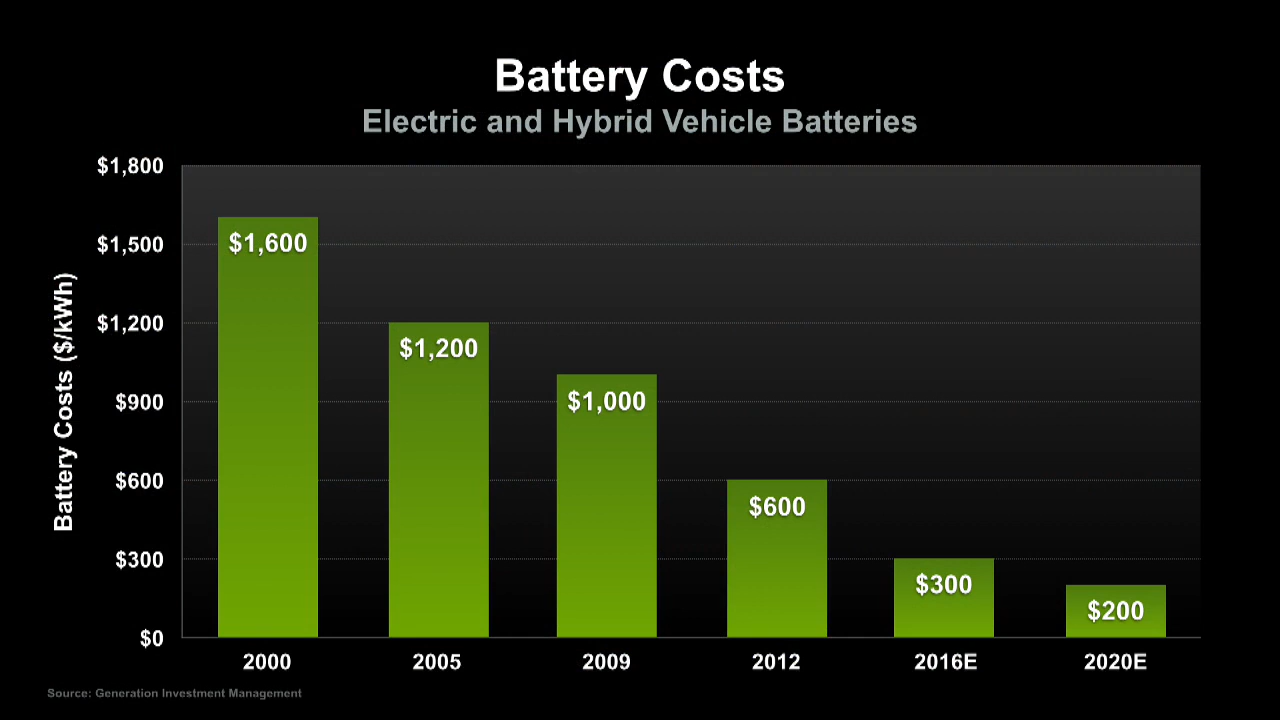 Battery Costs
Electric and Hybrid Vehicle Batteries
$1,800
$1,500
$1,200
$900
$600
$300
$0
Battery Costs ($/kWh)
$1,600
$1,200
$1,000
$600
$300
$200
2000
2005
2009
2012
2016E
2020E
Source: Generation Investment Management